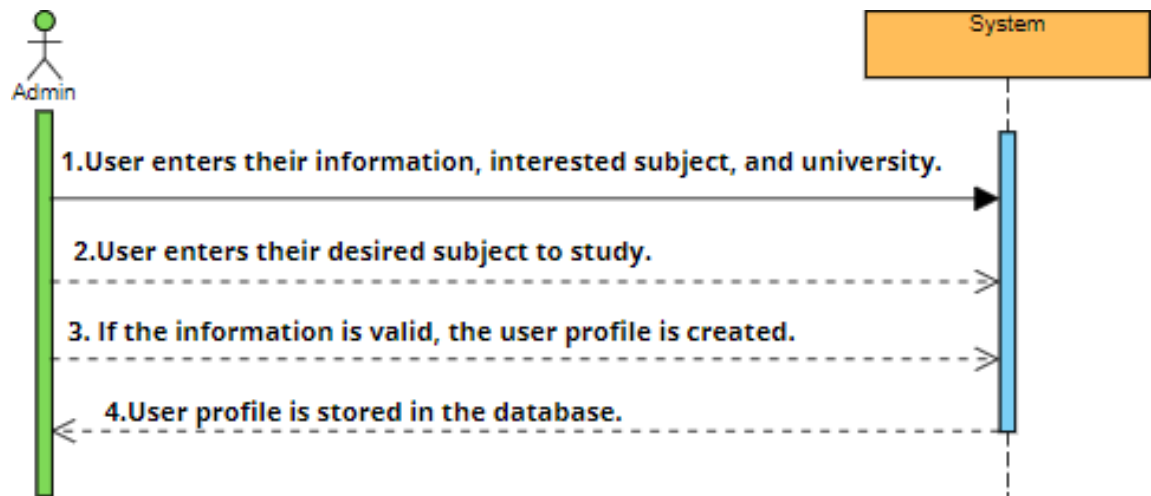 System
Admin
1.User enters their information, interested subject, and university.
2.User enters their desired subject to study.
3. If the information is valid, the user profile is created.
4.User profile is stored in the database.